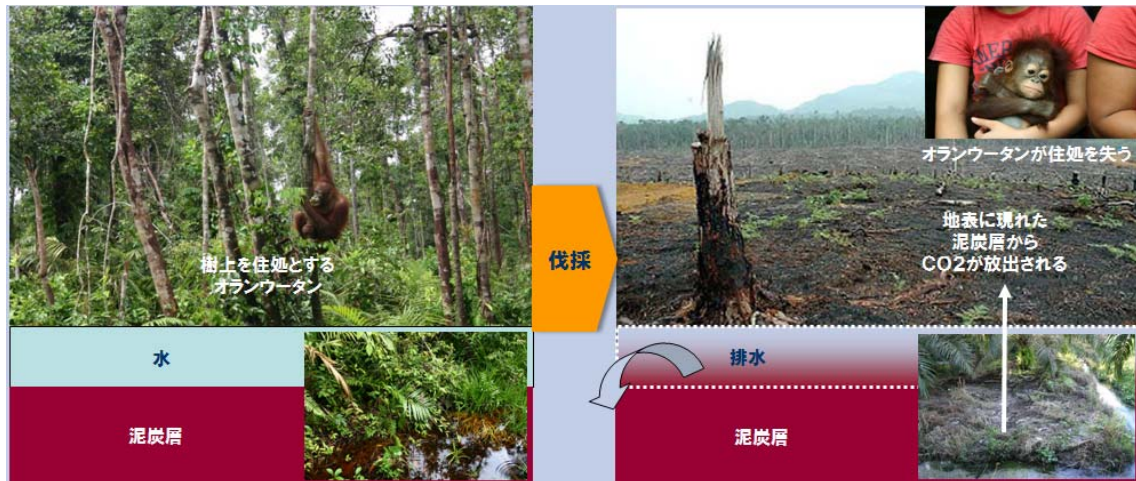 樹上を住処とする
オランウータン
水
泥炭層
伐採
オランウータンが住処を失う
地表に現れた
泥炭層から
CO2が放出される
排水
泥炭層